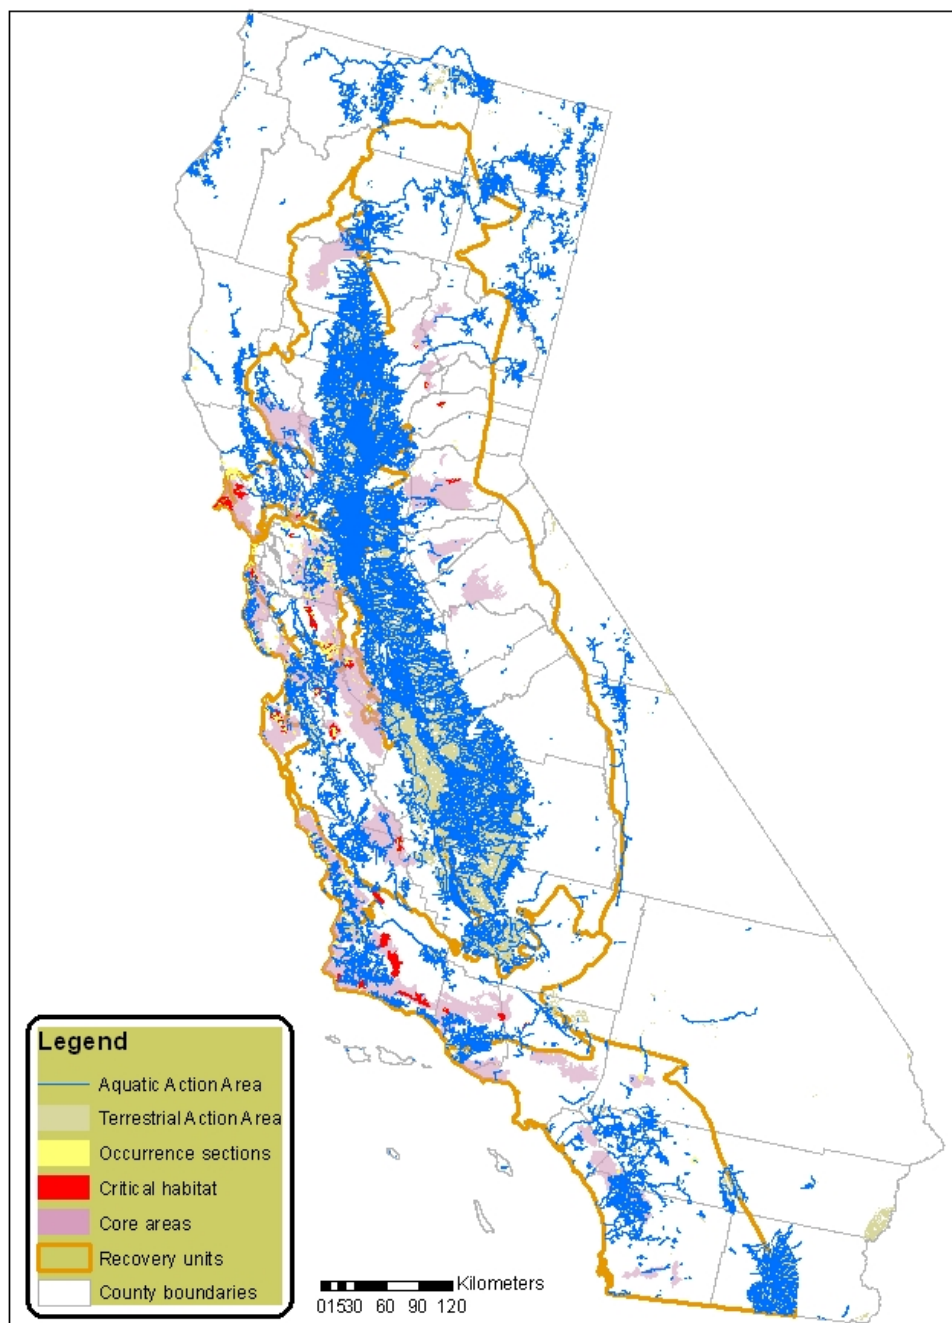 Legend
Aquatic Action Area
Terrestrial Action Area
Occurrence sections
Critical habitat
Core areas
Recovery units
County boundaries
Kilometers
01530 60 90 120